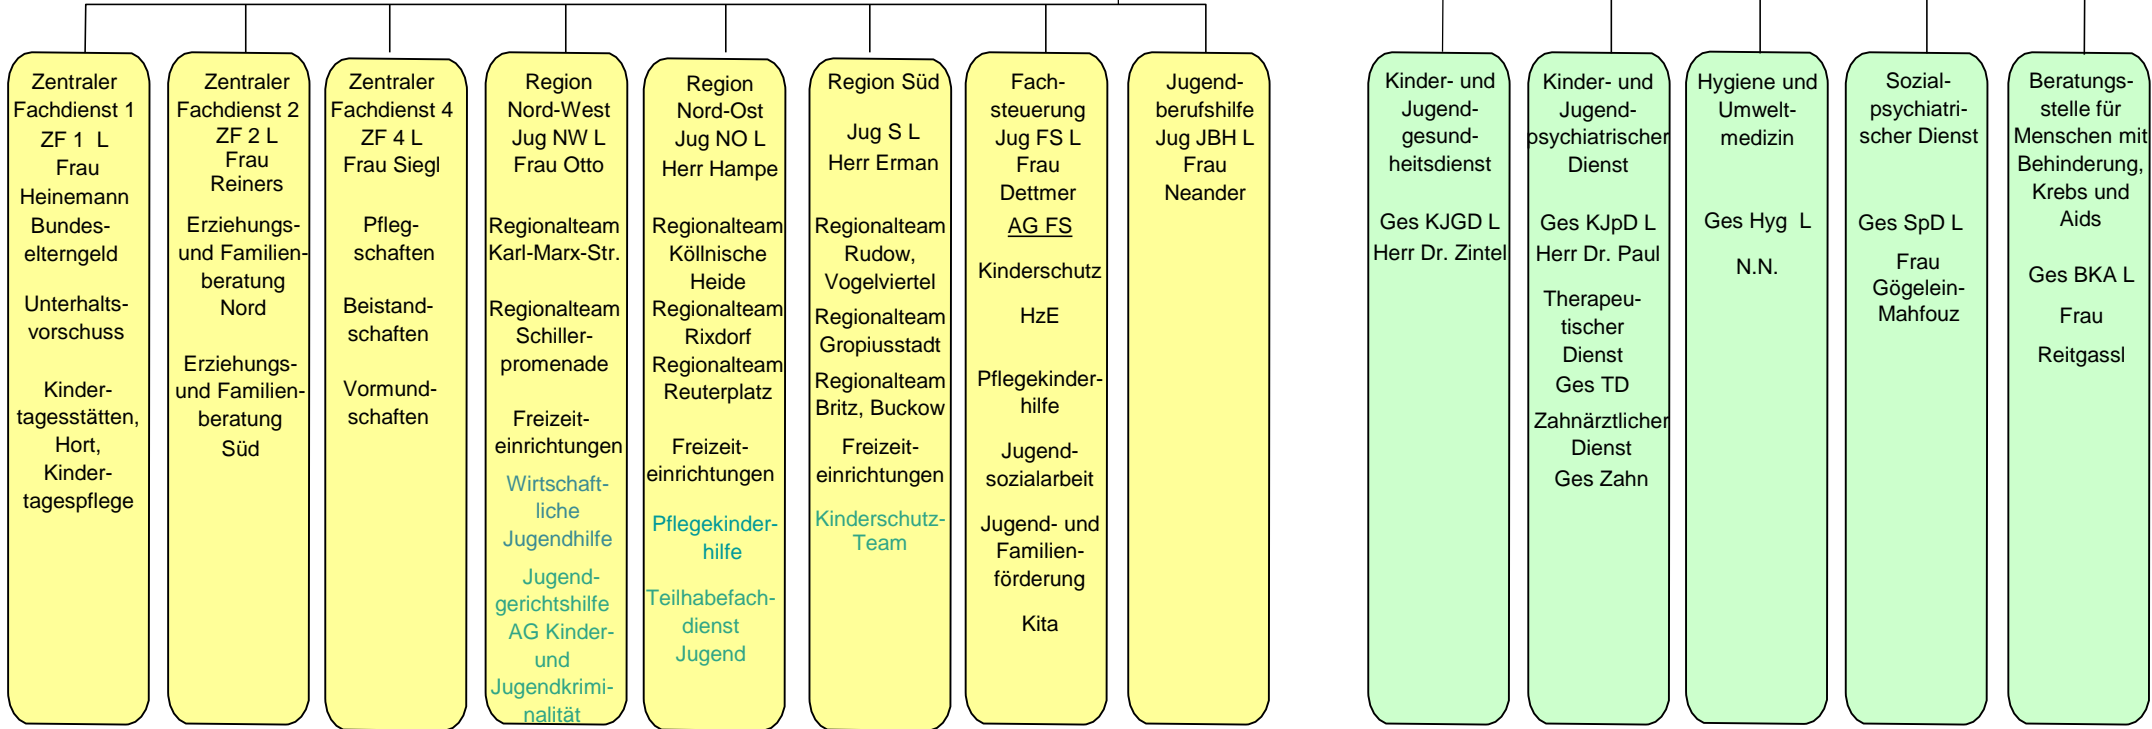 Zentraler
Fachdienst 1
ZF 1 L
Frau
Heinemann
Bundes-
elterngeld
Unterhalts-
vorschuss
Kinder-
tagesstätten,
Hort,
Kinder-
tagespflege
Zentraler
Fachdienst 2
ZF 2 L
Frau
Reiners
Erziehungs-
und Familien-
beratung
Nord
Erziehungs-
und Familien-
beratung
Süd
Zentraler
Fachdienst 4
ZF 4 L
Frau Siegl
Pfleg-
schaften
Beistand-
schaften
Vormund-
schaften
Region
Nord-West
Jug NW L
Frau Otto
Regionalteam
Karl-Marx-Str.
Regionalteam
Schiller-
promenade
Freizeit-
einrichtungen
Wirtschaft-
liche
Jugendhilfe
Jugend-
gerichtshilfe
AG Kinder-
und
Jugendkrimi-
nalität
Region
Nord-Ost
Jug NO L
Herr Hampe
Regionalteam
Köllnische
Heide
Regionalteam
Rixdorf
Regionalteam
Reuterplatz
Freizeit-
einrichtungen
Pflegekinder-
hilfe
Teilhabefach-
dienst
Jugend
Region Süd
Jug S L
Herr Erman
Regionalteam
Rudow,
Vogelviertel
Regionalteam
Gropiusstadt
Regionalteam
Britz, Buckow
Freizeit-
einrichtungen
Kinderschutz-
Team
Fach-
steuerung
Jug FS L
Frau
Dettmer
AG FS
Kinderschutz
HzE
Pflegekinder-
hilfe
Jugend-
sozialarbeit
Jugend- und
Familien-
förderung
Kita
Jugend-
berufshilfe
Jug JBH L
Frau
Neander
Kinder- und
Jugend-
gesund-
heitsdienst
Ges KJGD L
Herr Dr. Zintel
Kinder- und
Jugend-
psychiatrischer
Dienst
Ges KJpD L
Herr Dr. Paul
Therapeu-
tischer
Dienst
Ges TD
Zahnärztlicher
Dienst
Ges Zahn
Hygiene und
Umwelt-
medizin
Ges Hyg L
N.N.
Sozial-
psychiatri-
scher Dienst
Ges SpD L
Frau
Gögelein-
Mahfouz
Beratungs-
stelle für
Menschen mit
Behinderung,
Krebs und
Aids
Ges BKA L
Frau
Reitgassl